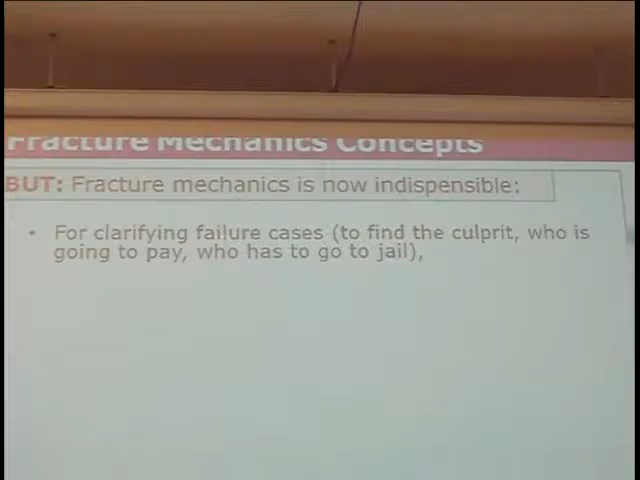 Fracture Mechanics Concepts
BUT: Fracture mechanics is now indispensible:
• For clarifying failure cases (to find the culprit, who is
going to pay, who has to go to jail),